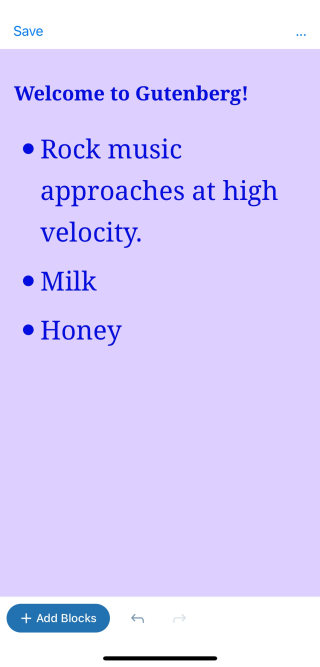 Save
...
Welcome to Gutenberg!
Rock music
approaches at high
velocity.
Milk
Honey
Add Blocks